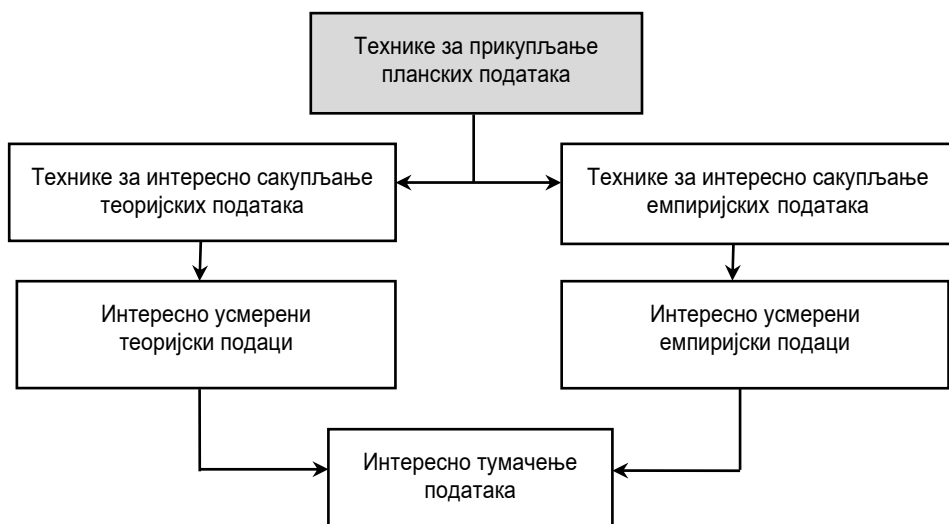 Технике за прикупљање
планских података
Технике за интересно сакупљање
теоријских података
Технике за интересно сакупљање
емпиријских података
Интересно усмерени
теоријски подаци
Интересно усмерени
емпиријски подаци
Интересно тумачење
података